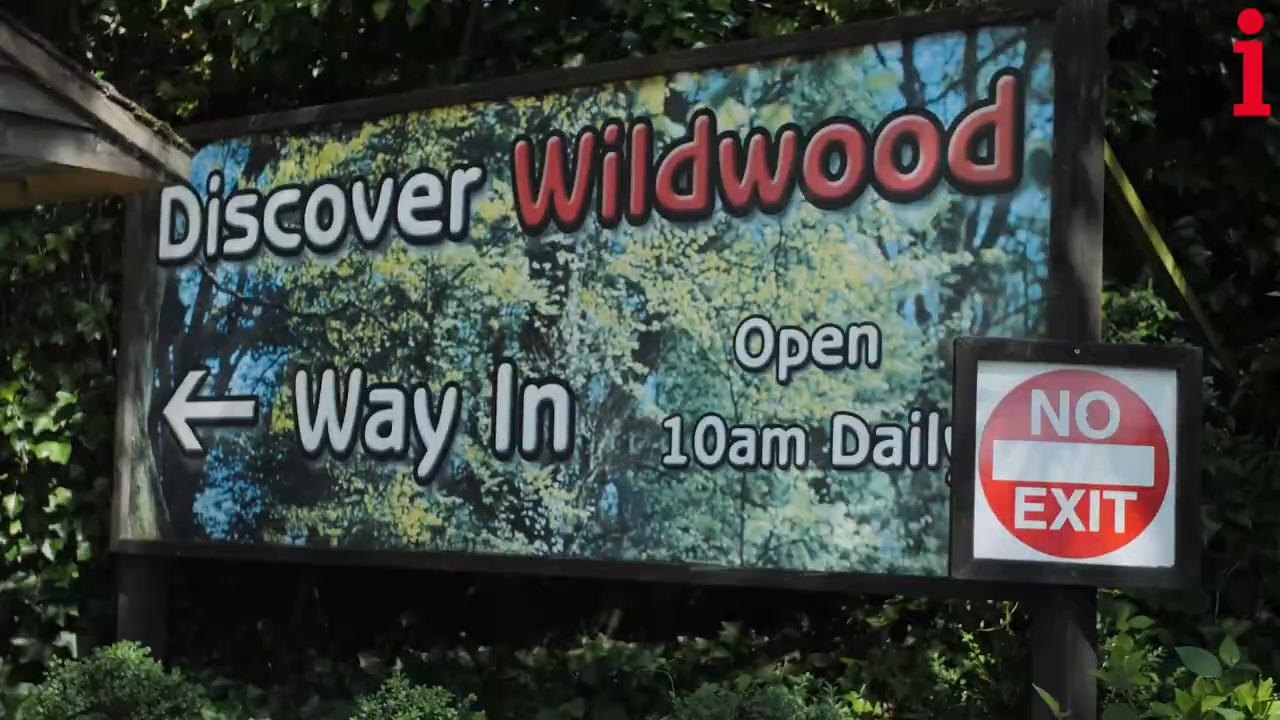 Discover Wildwood
← Way In
Open
10am Daily
NO
EXIT
i